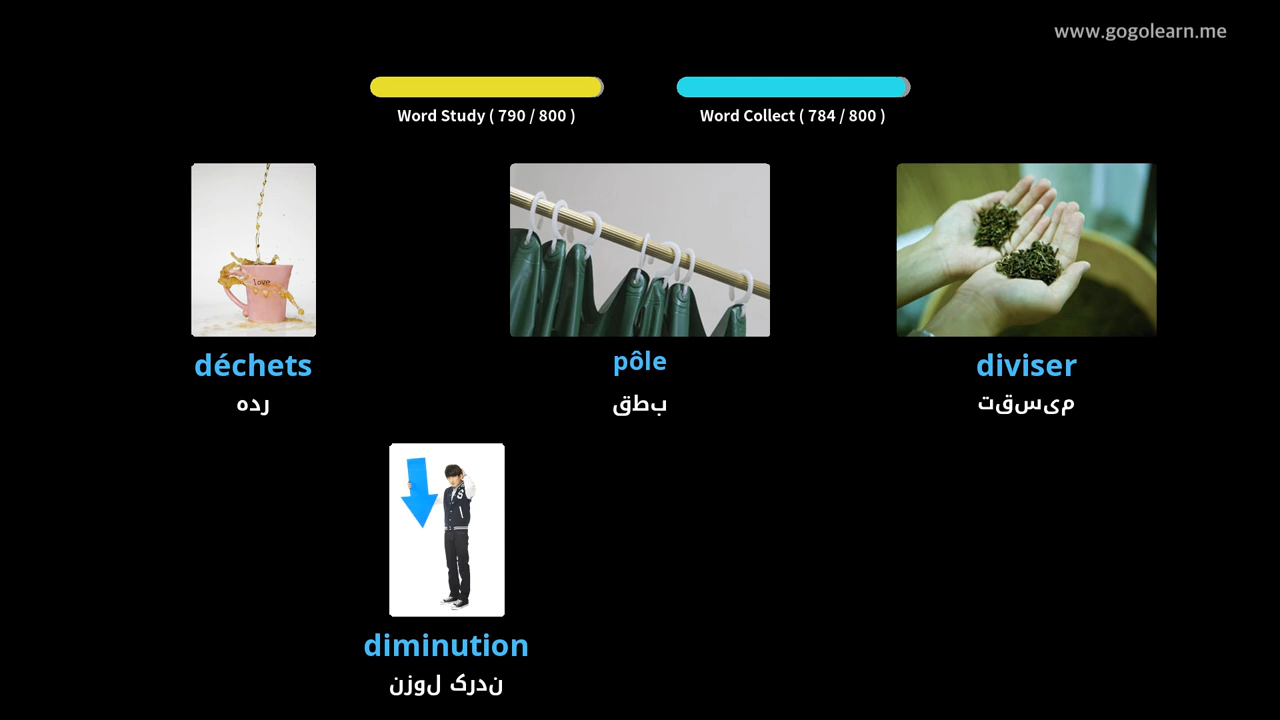 www.gogolearn.me
Word Study ( 790 / 800 )
Word Collect ( 784 / 800 )
déchets
رده
pôle
بطق
diviser
میسقت
diminution
ندرک لوزن
love